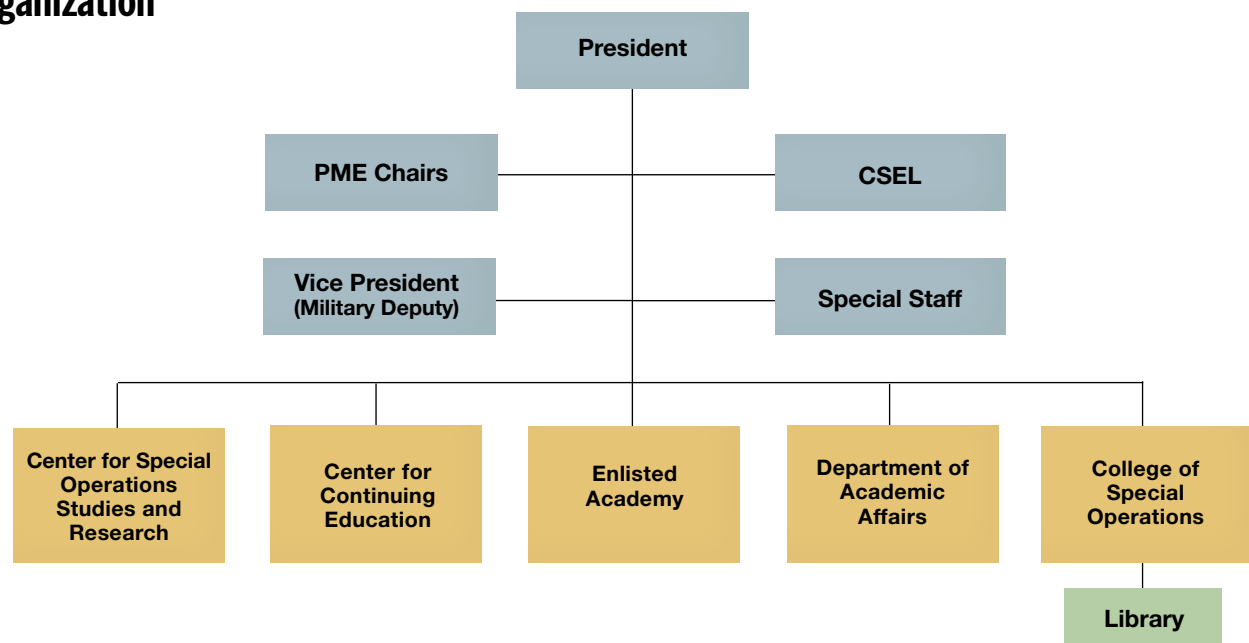 ganization
President
PME Chairs
CSEL
Vice President
(Military Deputy)
Special Staff
Center for Special
Operations
Studies and
Research
Center for
Continuing
Education
Enlisted
Academy
Department of
Academic
Affairs
College of
Special
Operations
Library